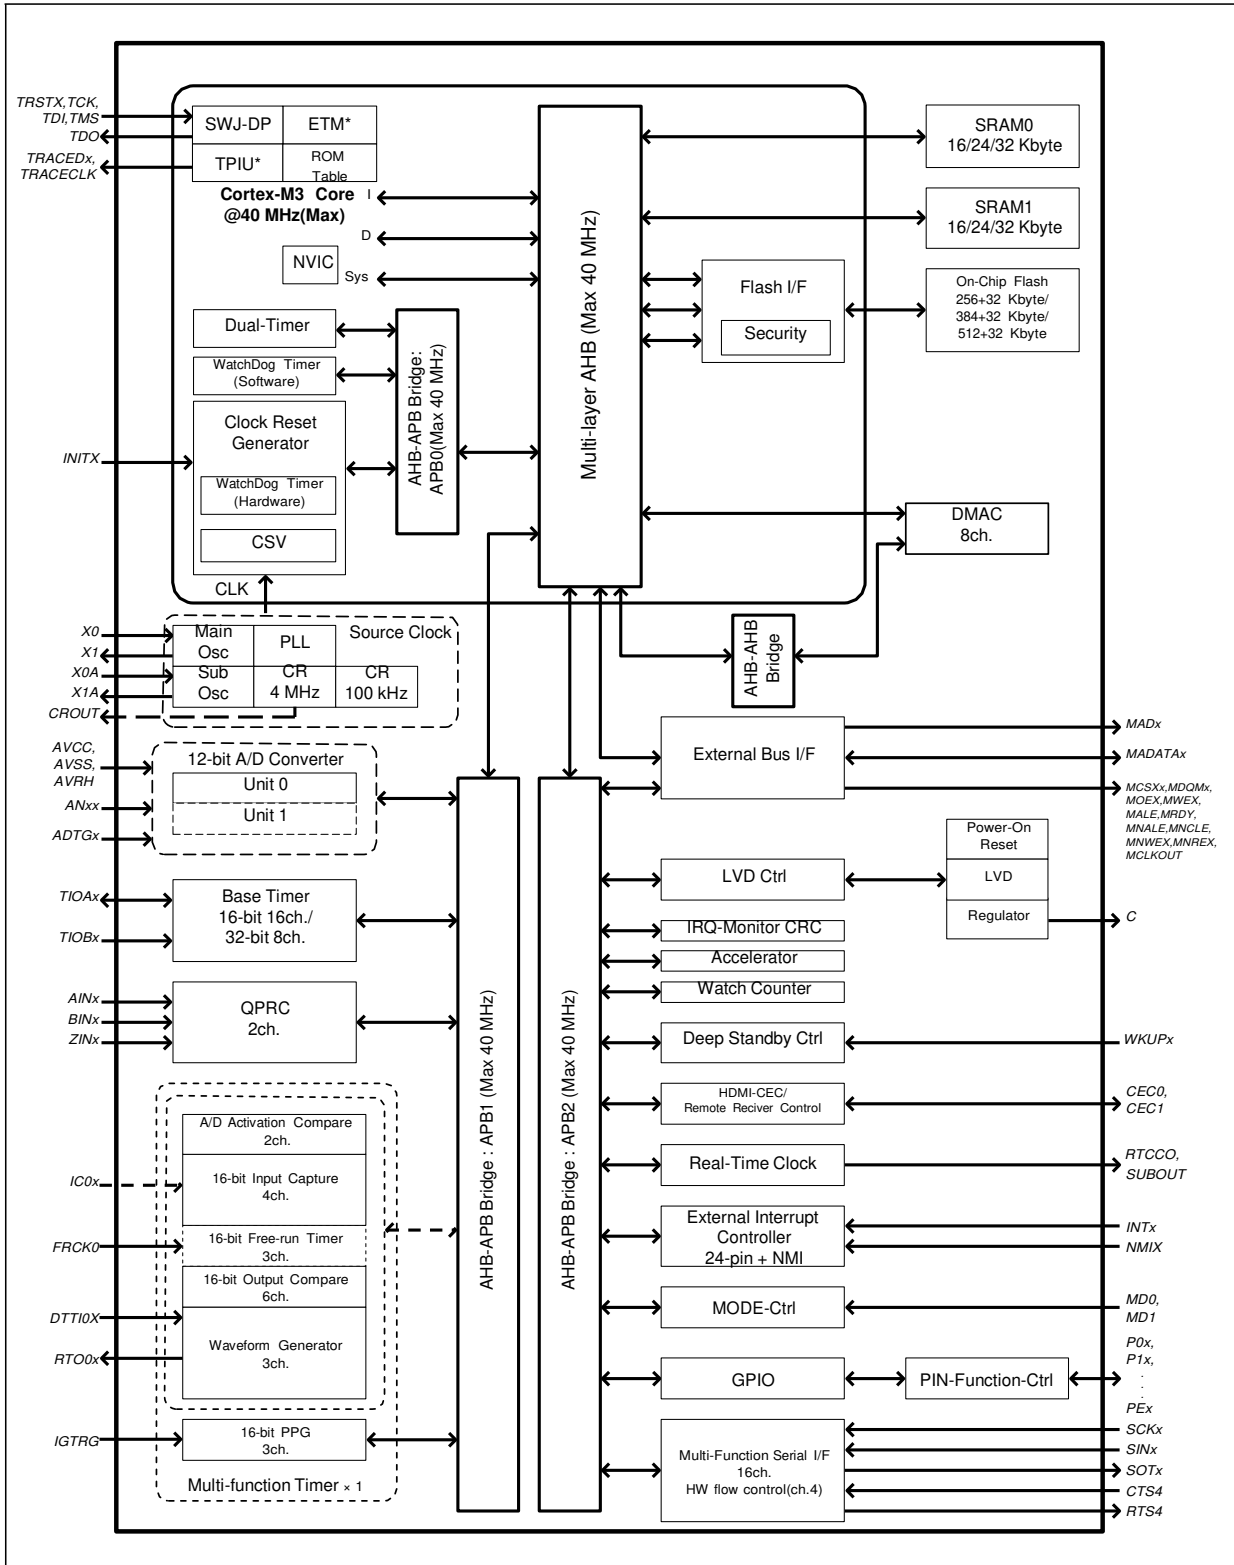 TRSTX,TCK,
TDI,TMS
TDO
TRACEDx,
TRACECLK
SWJ-DP
ETM*
TPIU*
ROM
Table
Cortex-M3 Core
@40 MHz(Max)
I
D
Sys
NVIC
Dual-Timer
WatchDog Timer
(Software)
Clock Reset
Generator
WatchDog Timer
(Hardware)
CSV
CLK
INITX
AHB-APB Bridge:
APB0(Max 40 MHz)
Multi-layer AHB (Max 40 MHz)
Flash I/F
Security
SRAM0
16/24/32 Kbyte
SRAM1
16/24/32 Kbyte
On-Chip Flash
256+32 Kbyte/
384+32 Kbyte/
512+32 Kbyte
DMAC
8ch.
AHB-AHB
Bridge
X0
X1
X0A
X1A
CROUT
Main
Osc
PLL
Source Clock
Sub
Osc
CR
4 MHz
CR
100 kHz
AVCC,
AVSS,
AVRH
ANxx
ADTGx
12-bit A/D Converter
Unit 0
Unit 1
TIOAx
TIOBx
Base Timer
16-bit 16ch./
32-bit 8ch.
AINx
BINx
ZINx
QPRC
2ch.
A/D Activation Compare
2ch.
IC0x
16-bit Input Capture
4ch.
FRCK0
16-bit Free-run Timer
3ch.
16-bit Output Compare
6ch.
DTTI0X
RTO0x
Waveform Generator
3ch.
IGTRG
16-bit PPG
3ch.
Multi-function Timer × 1
AHB-APB Bridge : APB1 (Max 40 MHz)
AHB-APB Bridge : APB2 (Max 40 MHz)
External Bus I/F
MADx
MADATAx
MCSXx,MDQMx,
MOEX,MWEX,
MALE,MRDY,
MNALE,MNCLE,
MNWEX,MNREX,
MCLKOUT
LVD Ctrl
Power-On
Reset
LVD
Regulator
C
IRQ-Monitor CRC
Accelerator
Watch Counter
Deep Standby Ctrl
WKUPx
HDMI-CEC/
Remote Reciver Control
CEC0,
CEC1
Real-Time Clock
RTCCO,
SUBOUT
External Interrupt
Controller
24-pin + NMI
INTx
NMIX
MODE-Ctrl
MD0,
MD1
GPIO
PIN-Function-Ctrl
P0x,
P1x,
.
.
.
PEx
Multi-Function Serial I/F
16ch.
HW flow control(ch.4)
SCKx
SINx
SOTx
CTS4
RTS4